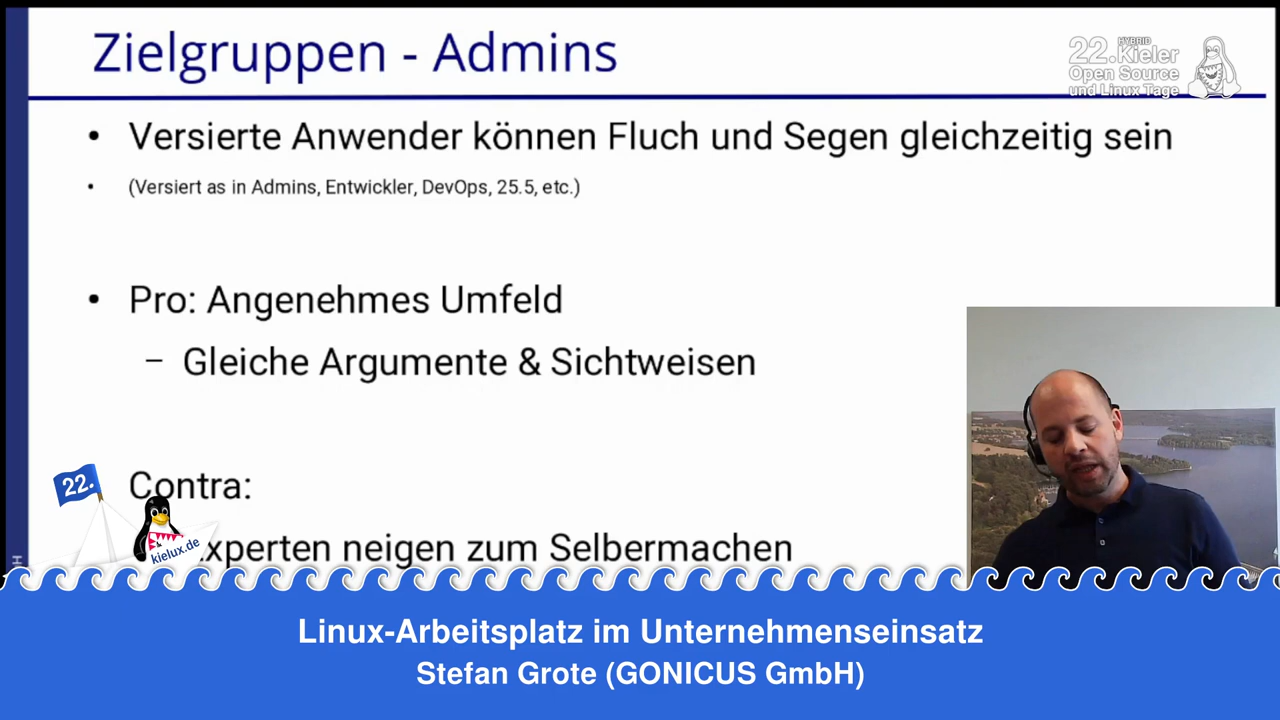 Zielgruppen - Admins
HYBRID
22.Kieler
Open Source
und Linux Tage
• Versierte Anwender können Fluch und Segen gleichzeitig sein
• (Versiert as in Admins, Entwickler, DevOps, 25.5, etc.)
• Pro: Angenehmes Umfeld
– Gleiche Argumente & Sichtweisen
Contra:
xperten neigen zum Selbermachen
22.
kielux.de
H
Linux-Arbeitsplatz im Unternehmenseinsatz
Stefan Grote (GONICUS GmbH)